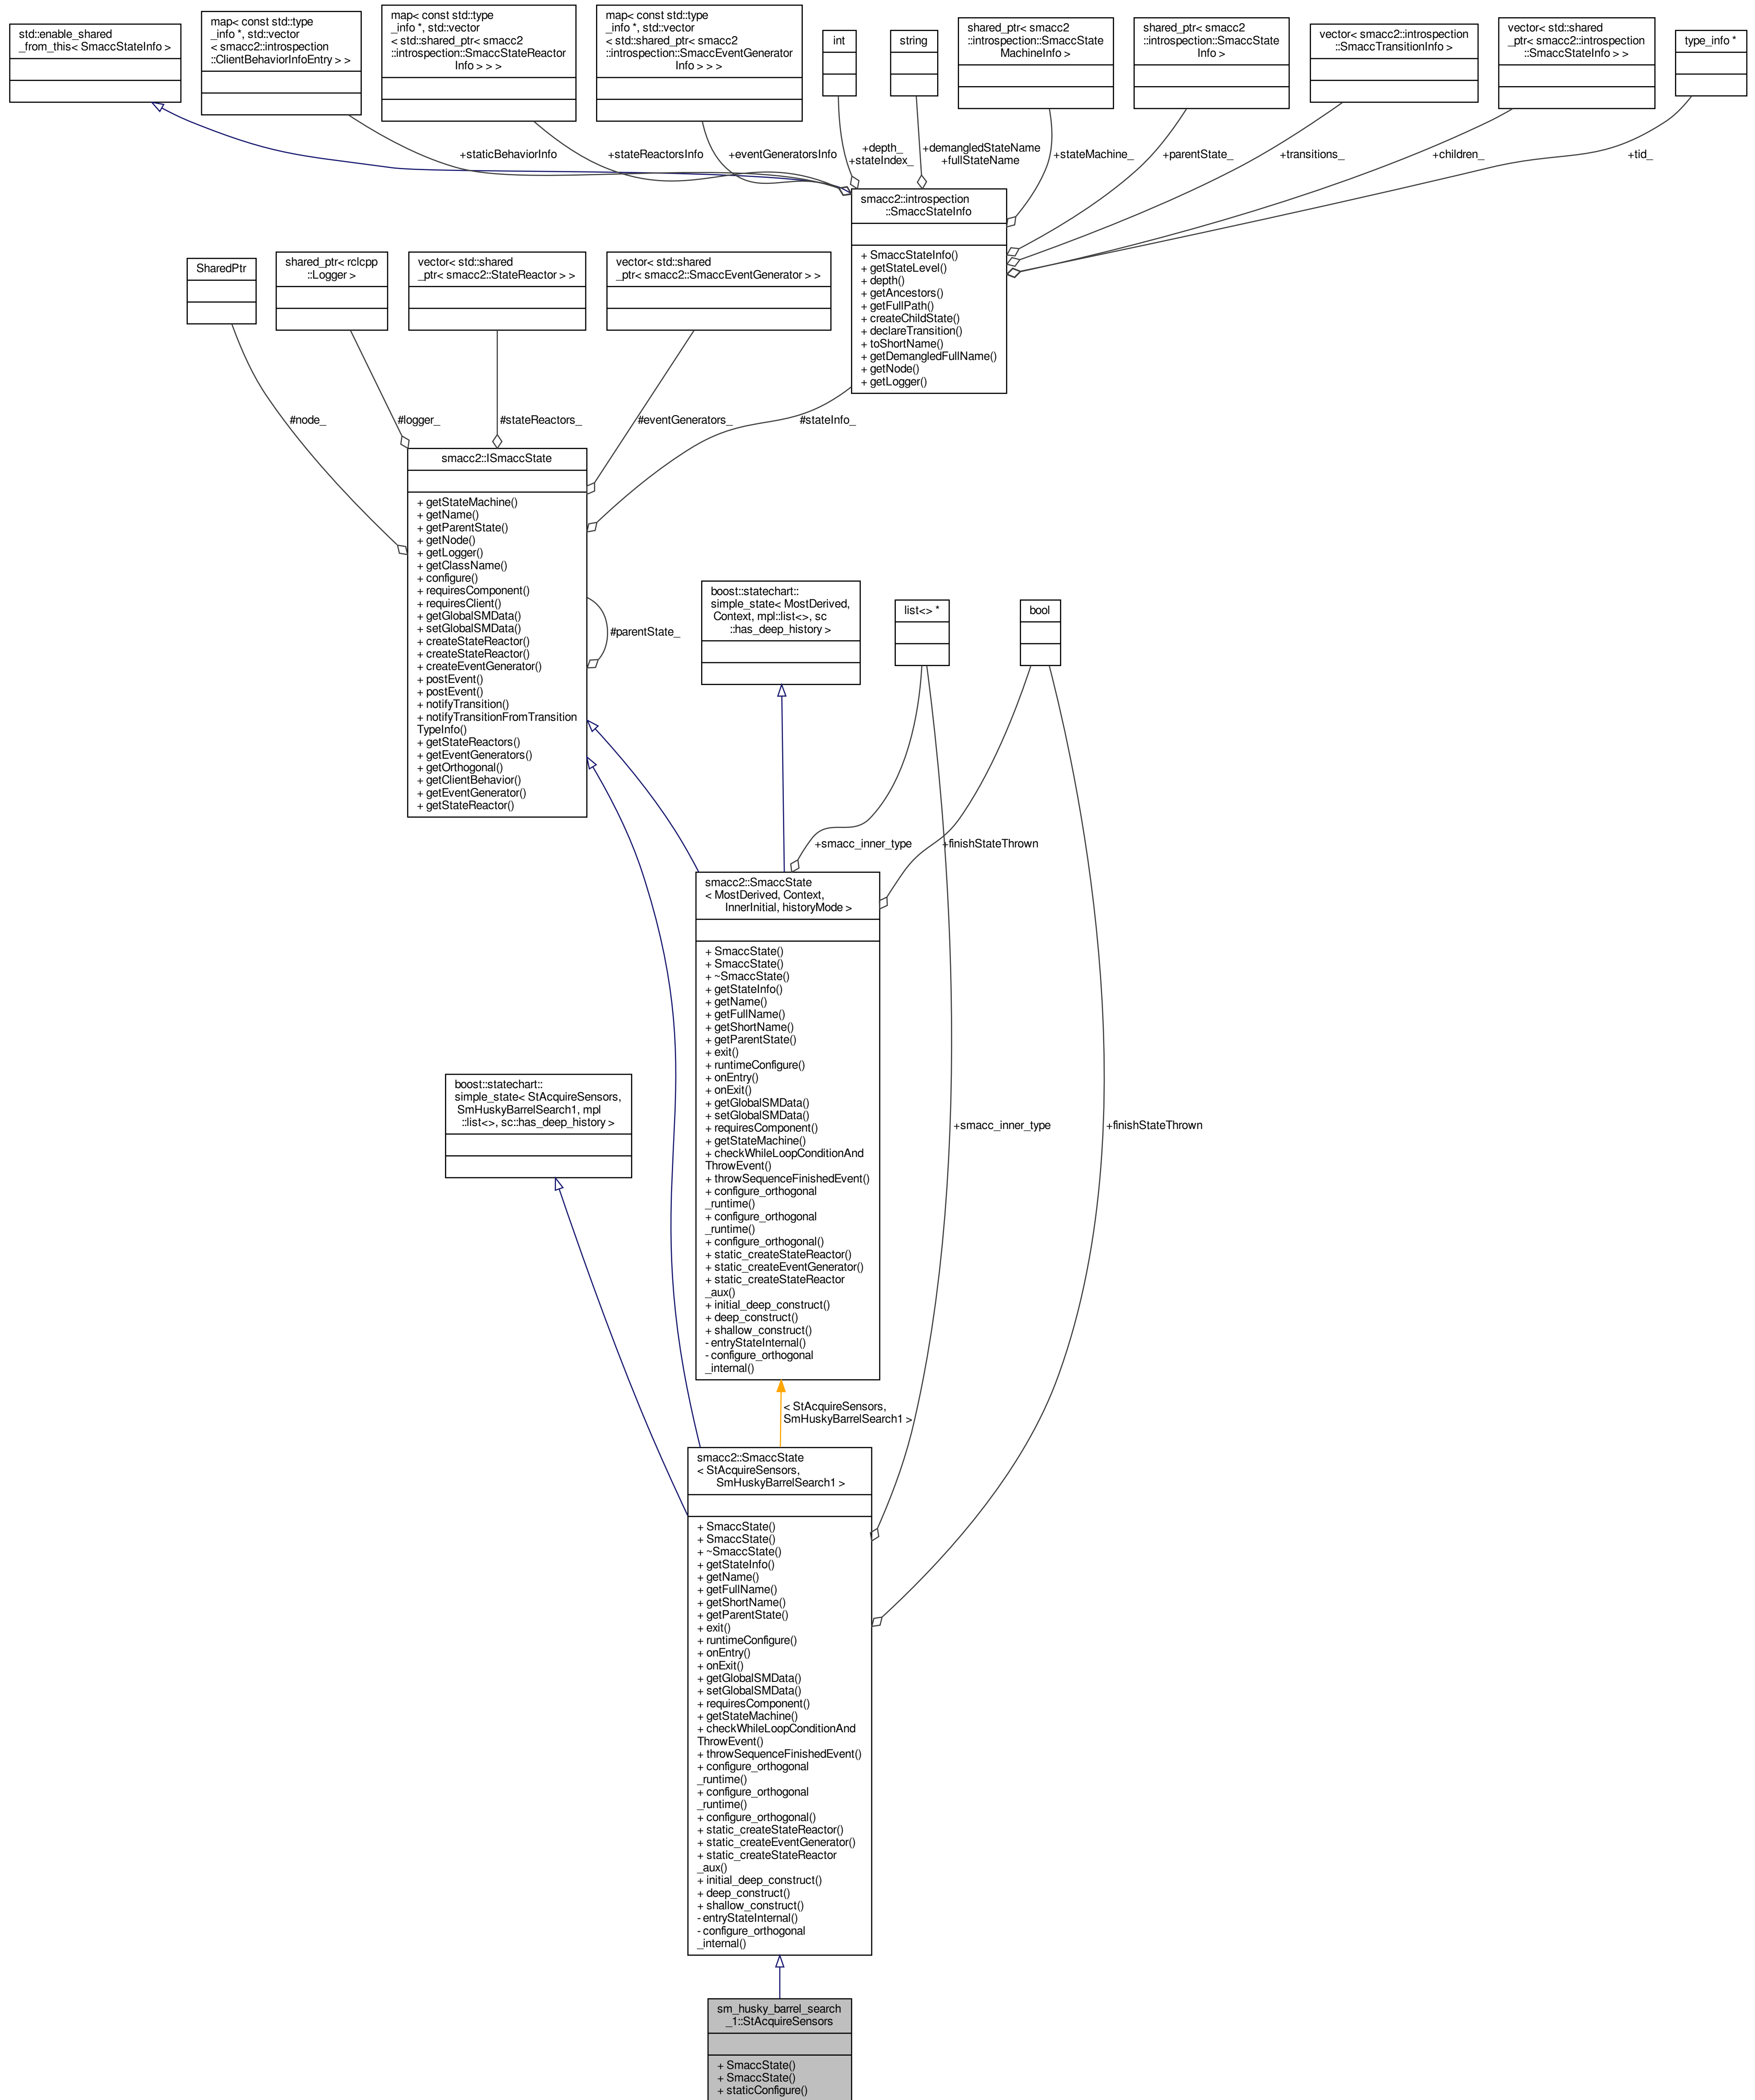 std::enable_shared
_from_this< SmaccStateInfo >
map< const std::type
_info *, std::vector
< smacc2::introspection
::ClientBehaviorInfoEntry > >
map< const std::type
_info *, std::vector
< std::shared_ptr< smacc2
::introspection::SmaccStateReactor
Info > > >
map< const std::type
_info *, std::vector
< std::shared_ptr< smacc2
::introspection::SmaccEventGenerator
Info > > >
int
string
shared_ptr< smacc2
::introspection::SmaccState
MachineInfo >
shared_ptr< smacc2
::introspection::SmaccState
Info >
vector< smacc2::introspection
::SmaccTransitionInfo >
vector< std::shared
_ptr< smacc2::introspection
::SmaccStateInfo > >
type_info *
+staticBehaviorInfo
+stateReactorsInfo
+eventGeneratorsInfo
+depth_
+stateIndex_
+demangledStateName
+fullStateName
+stateMachine_
+parentState_
+transitions_
+children_
+tid_
smacc2::introspection
::SmaccStateInfo
+ SmaccStateInfo()
+ getStateLevel()
+ depth()
+ getAncestors()
+ getFullPath()
+ createChildState()
+ declareTransition()
+ toShortName()
+ getDemangledFullName()
+ getNode()
+ getLogger()
SharedPtr
shared_ptr< rclcpp
::Logger >
vector< std::shared
_ptr< smacc2::StateReactor > >
vector< std::shared
_ptr< smacc2::SmaccEventGenerator > >
#node_
#logger_
#stateReactors_
#eventGenerators_
#stateInfo_
smacc2::ISmaccState
+ getStateMachine()
+ getName()
+ getParentState()
+ getNode()
+ getLogger()
+ getClassName()
+ configure()
+ requiresComponent()
+ requiresClient()
+ getGlobalSMData()
+ setGlobalSMData()
+ createStateReactor()
+ createStateReactor()
+ createEventGenerator()
+ postEvent()
+ postEvent()
+ notifyTransition()
+ notifyTransitionFromTransition
TypeInfo()
+ getStateReactors()
+ getEventGenerators()
+ getOrthogonal()
+ getClientBehavior()
+ getEventGenerator()
+ getStateReactor()
#parentState_
boost::statechart::
simple_state< MostDerived,
Context, mpl::list<>, sc
::has_deep_history >
list<> *
bool
+smacc_inner_type
+finishStateThrown
smacc2::SmaccState
< MostDerived, Context,
InnerInitial, historyMode >
+ SmaccState()
+ SmaccState()
+ ~SmaccState()
+ getStateInfo()
+ getName()
+ getFullName()
+ getShortName()
+ getParentState()
+ exit()
+ runtimeConfigure()
+ onEntry()
+ onExit()
+ getGlobalSMData()
+ setGlobalSMData()
+ requiresComponent()
+ getStateMachine()
+ checkWhileLoopConditionAnd
ThrowEvent()
+ throwSequenceFinishedEvent()
+ configure_orthogonal
_runtime()
+ configure_orthogonal
_runtime()
+ configure_orthogonal()
+ static_createStateReactor()
+ static_createEventGenerator()
+ static_createStateReactor
_aux()
+ initial_deep_construct()
+ deep_construct()
+ shallow_construct()
- entryStateInternal()
- configure_orthogonal
_internal()
boost::statechart::
simple_state< StAcquireSensors,
SmHuskyBarrelSearch1, mpl
::list<>, sc::has_deep_history >
+smacc_inner_type
+finishStateThrown
< StAcquireSensors,
SmHuskyBarrelSearch1 >
smacc2::SmaccState
< StAcquireSensors,
SmHuskyBarrelSearch1 >
+ SmaccState()
+ SmaccState()
+ ~SmaccState()
+ getStateInfo()
+ getName()
+ getFullName()
+ getShortName()
+ getParentState()
+ exit()
+ runtimeConfigure()
+ onEntry()
+ onExit()
+ getGlobalSMData()
+ setGlobalSMData()
+ requiresComponent()
+ getStateMachine()
+ checkWhileLoopConditionAnd
ThrowEvent()
+ throwSequenceFinishedEvent()
+ configure_orthogonal
_runtime()
+ configure_orthogonal
_runtime()
+ configure_orthogonal()
+ static_createStateReactor()
+ static_createEventGenerator()
+ static_createStateReactor
_aux()
+ initial_deep_construct()
+ deep_construct()
+ shallow_construct()
- entryStateInternal()
- configure_orthogonal
_internal()
sm_husky_barrel_search
_1::StAcquireSensors
+ SmaccState()
+ SmaccState()
+ staticConfigure()